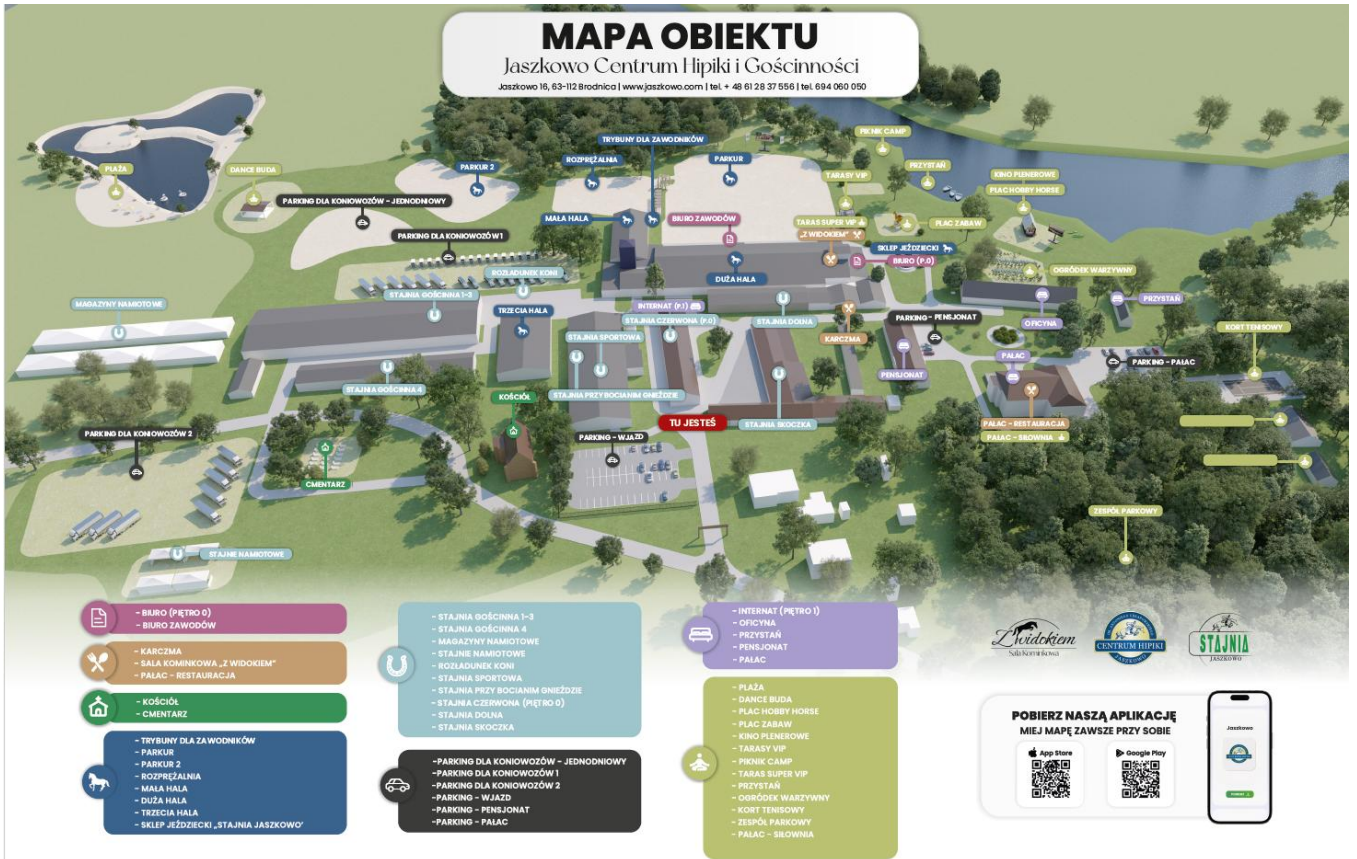 MAPA OBIEKTU
Jaszkowo Centrum Hipiki i Gościnności
Jaszkowo 16, 63-112 Brodnica | www.jaszkowo.com | tel. + 48 61 28 37 556 | tel. 694 060 050
PLAŻA
DANCE BUDA
PARKING DLA KONIOWOZÓW - JEDNODNIOWY
PARKUR 2
ROZPRĘŻALNIA
TRYBUNY DLA ZAWODNIKÓW
PARKUR
PIKNIK CAMP
TARASY VIP
PRZYSTAŃ
KINO PLENEROWE
PLAC HOBBY HORSE
PARKING DLA KONIOWOZÓW 1
MAŁA HALA
BIURO ZAWODÓW
TARAS SUPER VIP
„Z WIDOKIEM”
PLAC ZABAW
SKLEP JEŹDZIECKI
BIURO (P.0)
ROZŁADUNEK KONI
DUŻA HALA
OGRÓDEK WARZYWNY
MAGAZYNY NAMIOTOWE
STAJNIA GOŚCINNA 1-3
TRZECIA HALA
INTERNAT (P.1)
STAJNIA CZERWONA (P.0)
STAJNIA DOLNA
PARKING - PENSJONAT
OFICYNA
PRZYSTAŃ
KORT TENISOWY
STAJNIA SPORTOWA
KARCZMA
PAŁAC
PARKING - PAŁAC
STAJNIA GOŚCINNA 4
PENSJONAT
KOŚCIÓŁ
STAJNIA PRZY BOCIANIM GNIEŹDZIE
TU JESTEŚ
STAJNIA SKOCZKA
PAŁAC - RESTAURACJA
PAŁAC - SIŁOWNIA
PARKING DLA KONIOWOZÓW 2
PARKING - WJAZD
CMENTARZ
ZESPÓŁ PARKOWY
STAJNIE NAMIOTOWE
- BIURO (PIĘTRO 0)
- BIURO ZAWODÓW
- KARCZMA
- SALA KOMINKOWA „Z WIDOKIEM”
- PAŁAC - RESTAURACJA
- KOŚCIÓŁ
- CMENTARZ
- TRYBUNY DLA ZAWODNIKÓW
- PARKUR
- PARKUR 2
- ROZPRĘŻALNIA
- MAŁA HALA
- DUŻA HALA
- TRZECIA HALA
- SKLEP JEŹDZIECKI „STAJNIA JASZKOWO'
- STAJNIA GOŚCINNA 1-3
- STAJNIA GOŚCINNA 4
- MAGAZYNY NAMIOTOWE
- STAJNIE NAMIOTOWE
- ROZŁADUNEK KONI
- STAJNIA SPORTOWA
- STAJNIA PRZY BOCIANIM GNIEŹDZIE
- STAJNIA CZERWONA (PIĘTRO 0)
- STAJNIA DOLNA
- STAJNIA SKOCZKA
-PARKING DLA KONIOWOZÓW - JEDNODNIOWY
-PARKING DLA KONIOWOZÓW 1
-PARKING DLA KONIOWOZÓW 2
-PARKING - WJAZD
-PARKING - PENSJONAT
-PARKING - PAŁAC
- INTERNAT (PIĘTRO 1)
- OFICYNA
- PRZYSTAŃ
- PENSJONAT
- PAŁAC
- PLAŻA
- DANCE BUDA
- PLAC HOBBY HORSE
- PLAC ZABAW
- KINO PLENEROWE
- TARASY VIP
- PIKNIK CAMP
- TARAS SUPER VIP
- PRZYSTAŃ
- OGRÓDEK WARZYWNY
- KORT TENISOWY
- ZESPÓŁ PARKOWY
- PAŁAC - SIŁOWNIA
Z widokiem
Sala Kominkowa
CENTRUM HIPIKI
JASZKOWO
STAJNIA
JASZKOWO
POBIERZ NASZĄ APLIKACJĘ
MIEJ MAPĘ ZAWSZE PRZY SOBIE
App Store
Google Play
Jaszkowo